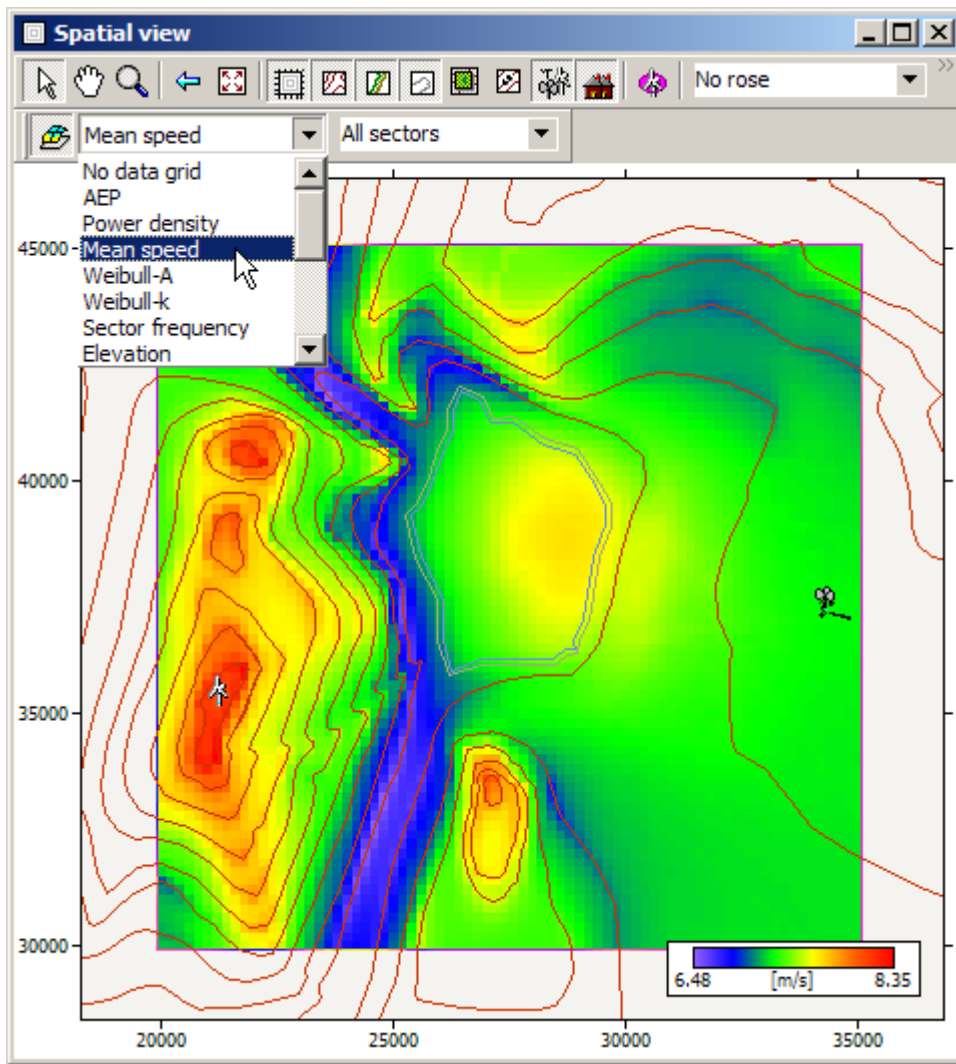 Spatial view
No rose
Mean speed
All sectors
No data grid
AEP
Power density
Mean speed
Weibull-A
Weibull-k
Sector frequency
Elevation
45000
40000
35000
30000
6.48 [m/s] 8.35
20000 25000 30000 35000